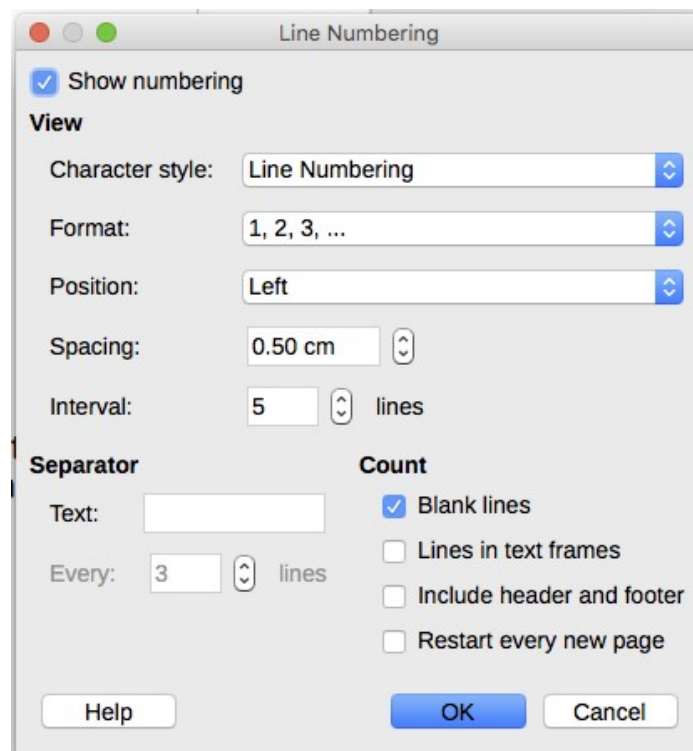 Line Numbering
Show numbering
View
Character style: Line Numbering
Format: 1, 2, 3, ...
Position: Left
Spacing: 0.50 cm
Interval: 5 lines
Separator
Text:
Every: 3 lines
Count
Blank lines
Lines in text frames
Include header and footer
Restart every new page
Help OK Cancel